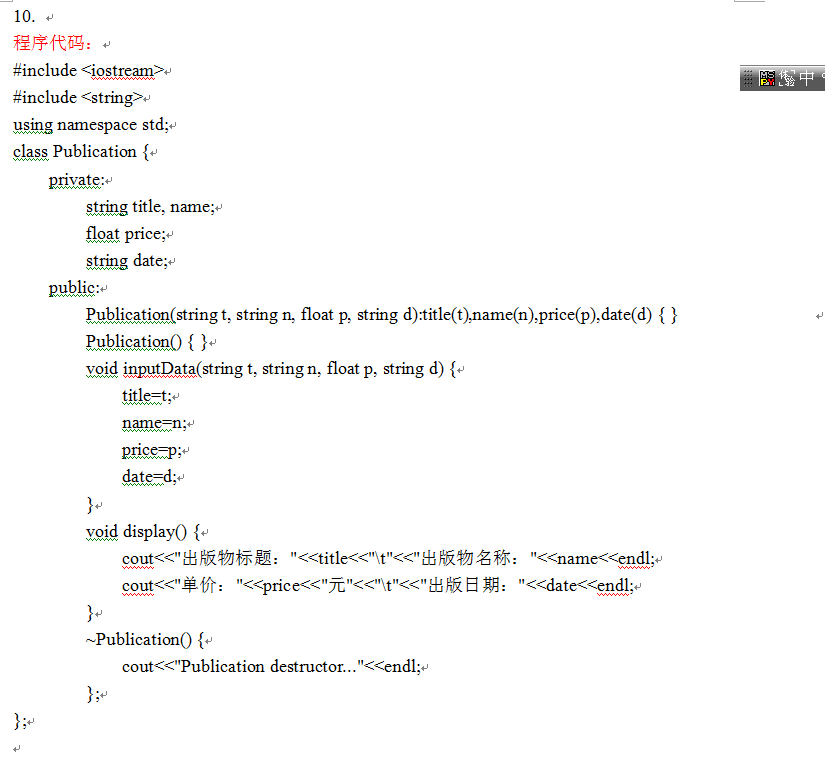 10.
程序代码：
#include <iostream>
#include <string>
using namespace std;
class Publication {
private:
string title, name;
float price;
string date;
public:
Publication(string t, string n, float p, string d):title(t),name(n),price(p),date(d) { }
Publication() { }
void inputData(string t, string n, float p, string d) {
title=t;
name=n;
price=p;
date=d;
}
void display() {
cout<<"出版物标题："<<title<<"\t"<<"出版物名称："<<name<<endl;
cout<<"单价："<<price<<"元"<<"\t"<<"出版日期："<<date<<endl;
}
~Publication() {
cout<<"Publication destructor..."<<endl;
};
};
中